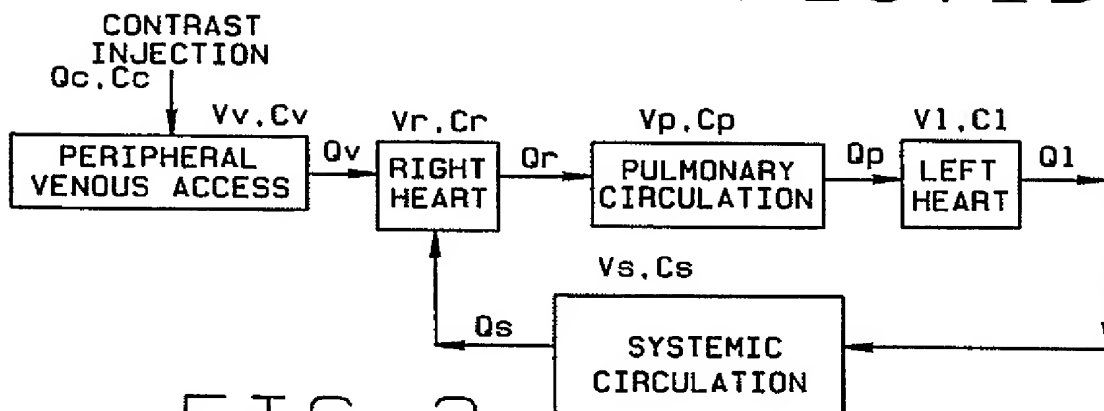 CONTRAST
INJECTION
Qc,Cc
Vv,Cv
PERIPHERAL
VENOUS ACCESS
Qv
Vr,Cr
RIGHT
HEART
Qr
Vp,Cp
PULMONARY
CIRCULATION
Qp
Vl,Cl
LEFT
HEART
Ql
Vs,Cs
Qs
SYSTEMIC
CIRCULATION